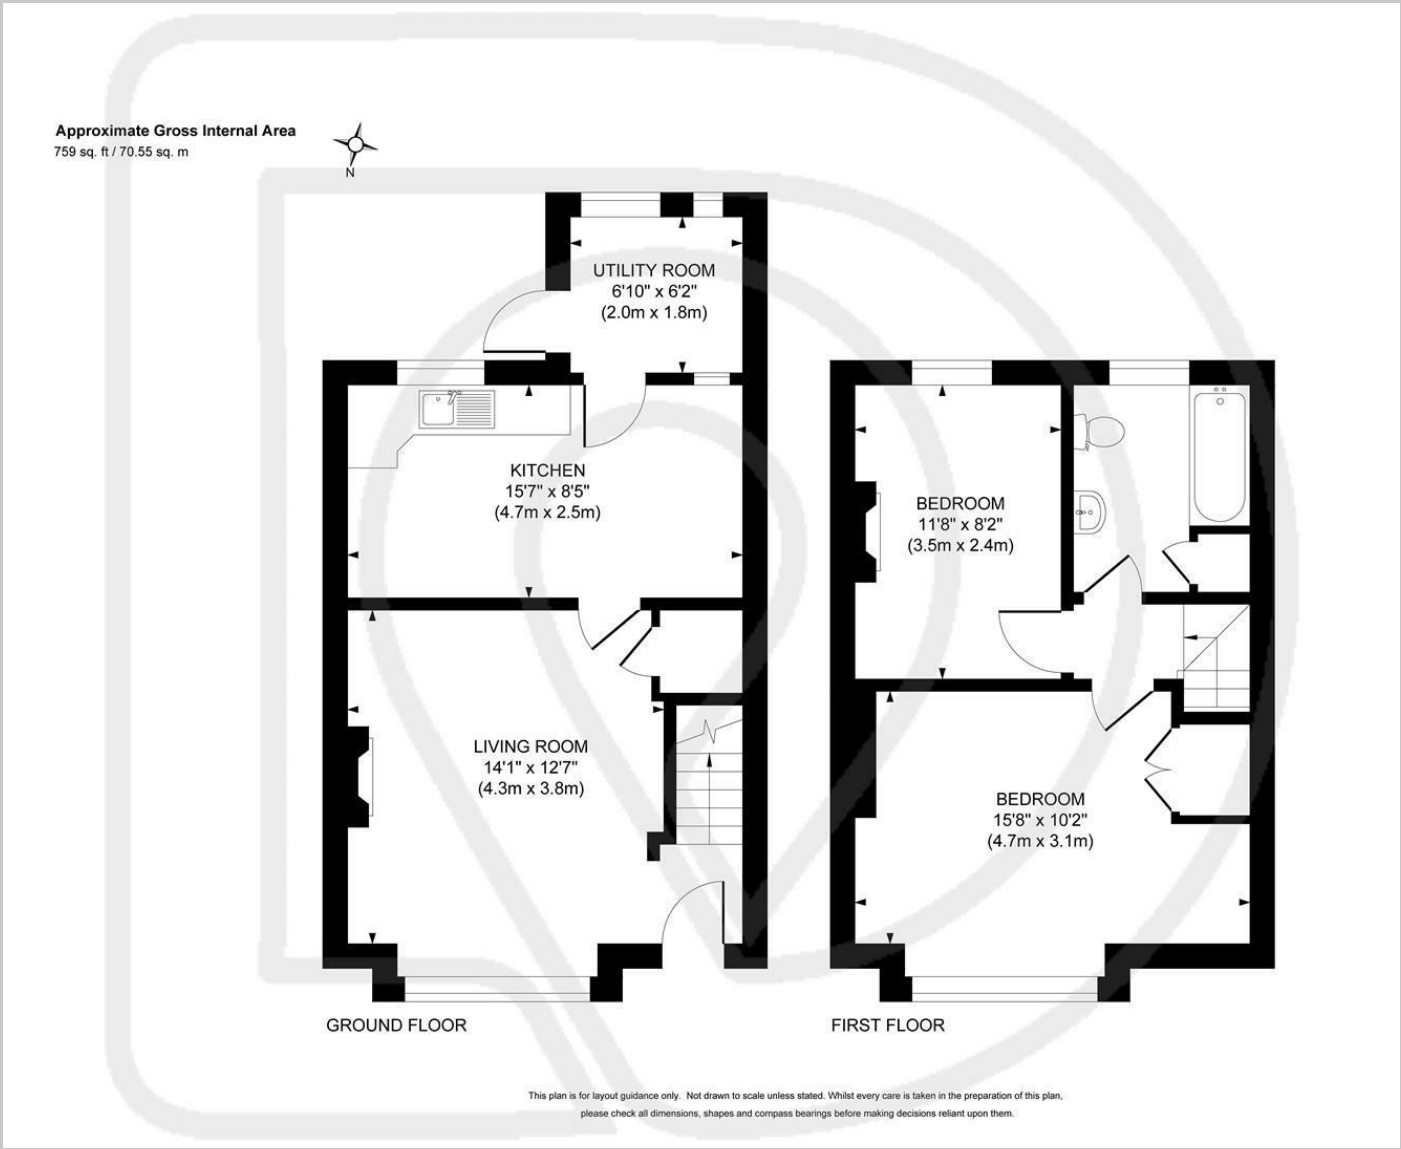 Approximate Gross Internal Area
759 sq. ft / 70.55 sq. m
N
UTILITY ROOM
6'10" x 6'2"
(2.0m x 1.8m)
KITCHEN
15'7" x 8'5"
(4.7m x 2.5m)
BEDROOM
11'8" x 8'2"
(3.5m x 2.4m)
LIVING ROOM
14'1" x 12'7"
(4.3m x 3.8m)
BEDROOM
15'8" x 10'2"
(4.7m x 3.1m)
GROUND FLOOR
FIRST FLOOR
This plan is for layout guidance only. Not drawn to scale unless stated. Whilst every care is taken in the preparation of this plan,
please check all dimensions, shapes and compass bearings before making decisions reliant upon them.